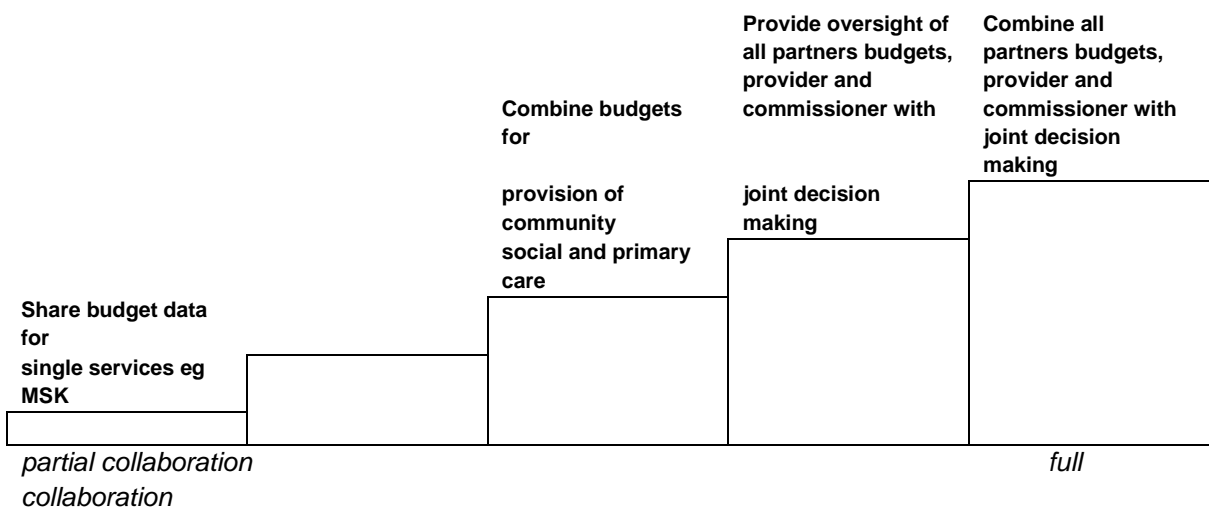 Share budget data
for
single services eg
MSK
Combine budgets
for
provision of
community
social and primary
care
Provide oversight of
all partners budgets,
provider and
commissioner with
joint decision
making
Combine all
partners budgets,
provider and
commissioner with
joint decision
making
partial collaboration full
collaboration